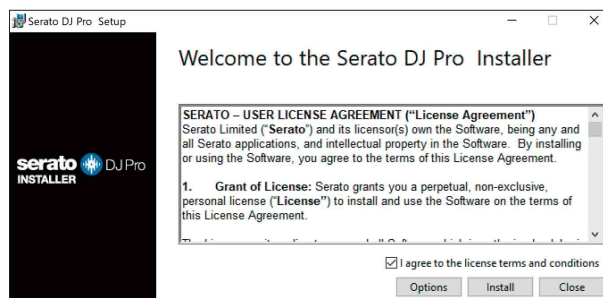 Serato DJ Pro Setup
Welcome to the Serato DJ Pro Installer
SERATO – USER LICENSE AGREEMENT (“License Agreement”)
Serato Limited (“Serato”) and its licensor(s) own the Software, being any and
all Serato applications, and intellectual property in the Software. By installing
or using the Software, you agree to the terms of this License Agreement.
1. Grant of License: Serato grants you a perpetual, non-exclusive,
personal license (“License”) to install and use the Software on the terms of
this License Agreement.
serato DJ Pro
INSTALLER
I agree to the license terms and conditions
Options Install Close